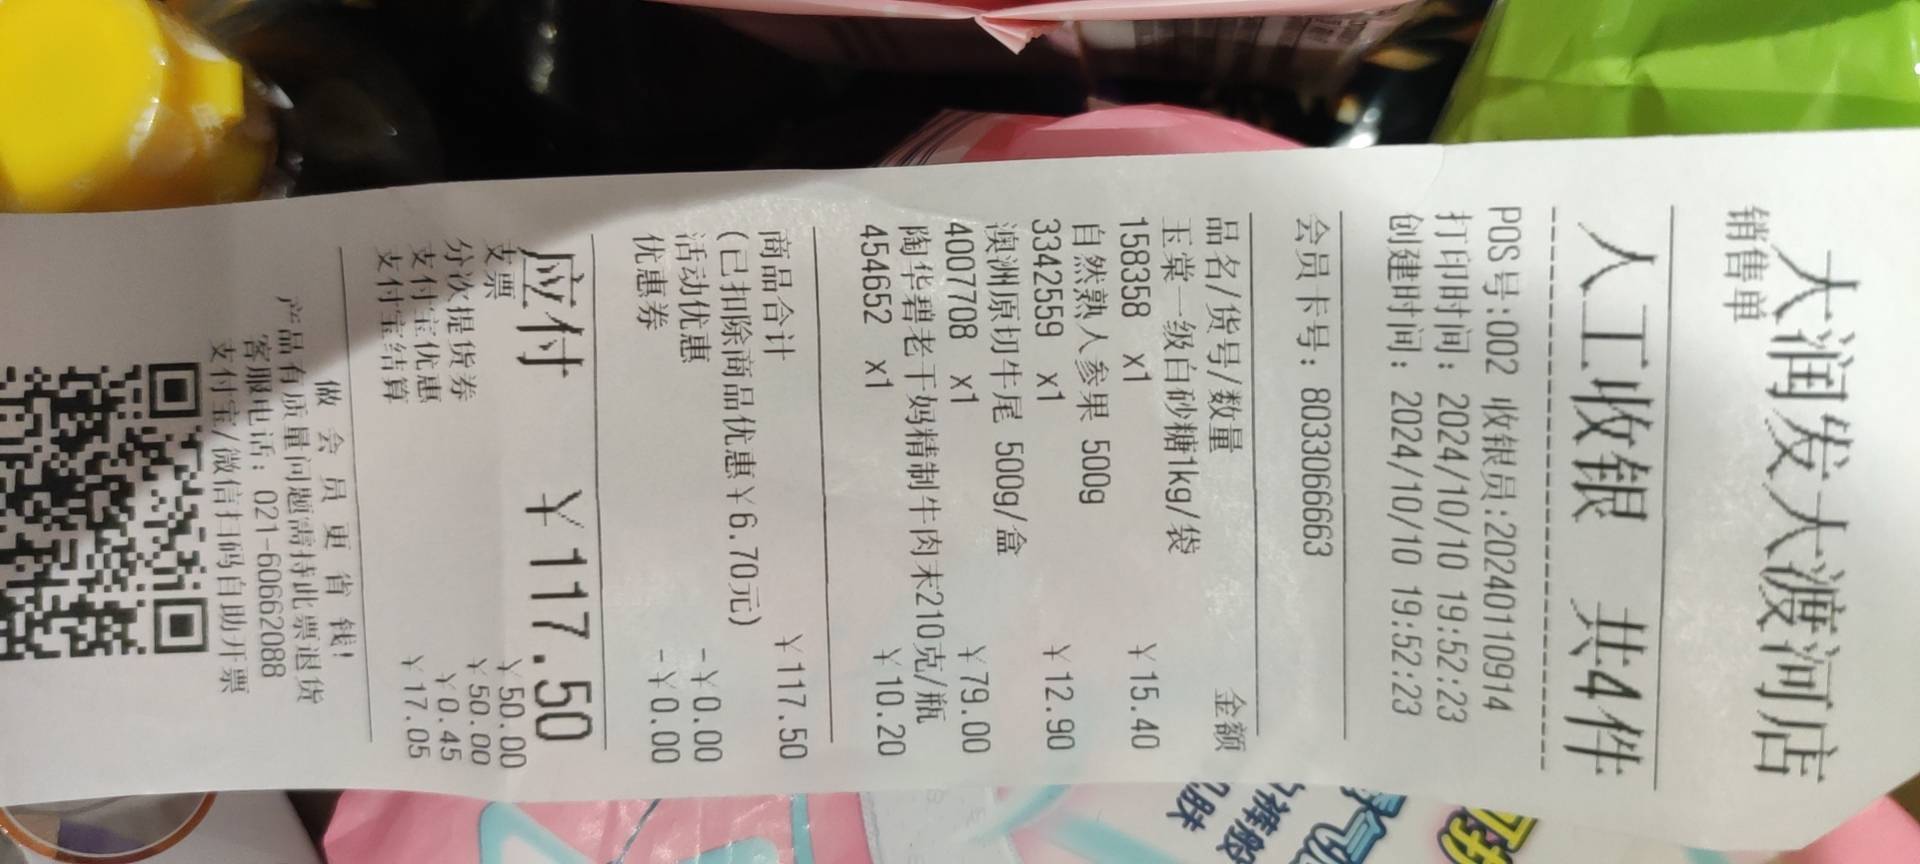 大润发大渡河店
销售单
人工收银 共4件
POS号:002 收银员:2024011​0914
打印时间: 2024/10/10 19:52:23
创建时间: 2024/10/10 19:52:23
会员卡号: 8033066663
品名/货号/数量 金额
玉棠一级白砂糖1kg/袋
158358 x1 ￥15.40
自然熟人参果 500g
3342559 x1 ￥12.90
澳洲原切牛尾 500g/盒
4007708 x1 ￥79.00
陶华碧老干妈精制牛肉末210克/瓶
454652 x1 ￥10.20
商品合计 ￥117.50
(已扣除商品优惠￥6.70元)
活动优惠 -￥0.00
优惠券 -￥0.00
应付 ￥117.50
支票 ￥50.00
分次提货券 ￥50.00
支付宝优惠 ￥0.45
支付宝结算 ￥17.05
做会员更省钱!
产品有质量问题需持此票退货
客服电话: 021-60662088
支付宝/微信扫码自助开票